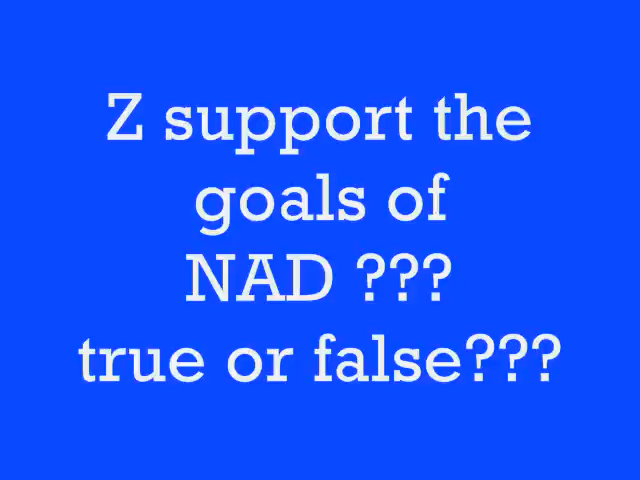 Z support the
goals of
NAD ???
true or false???